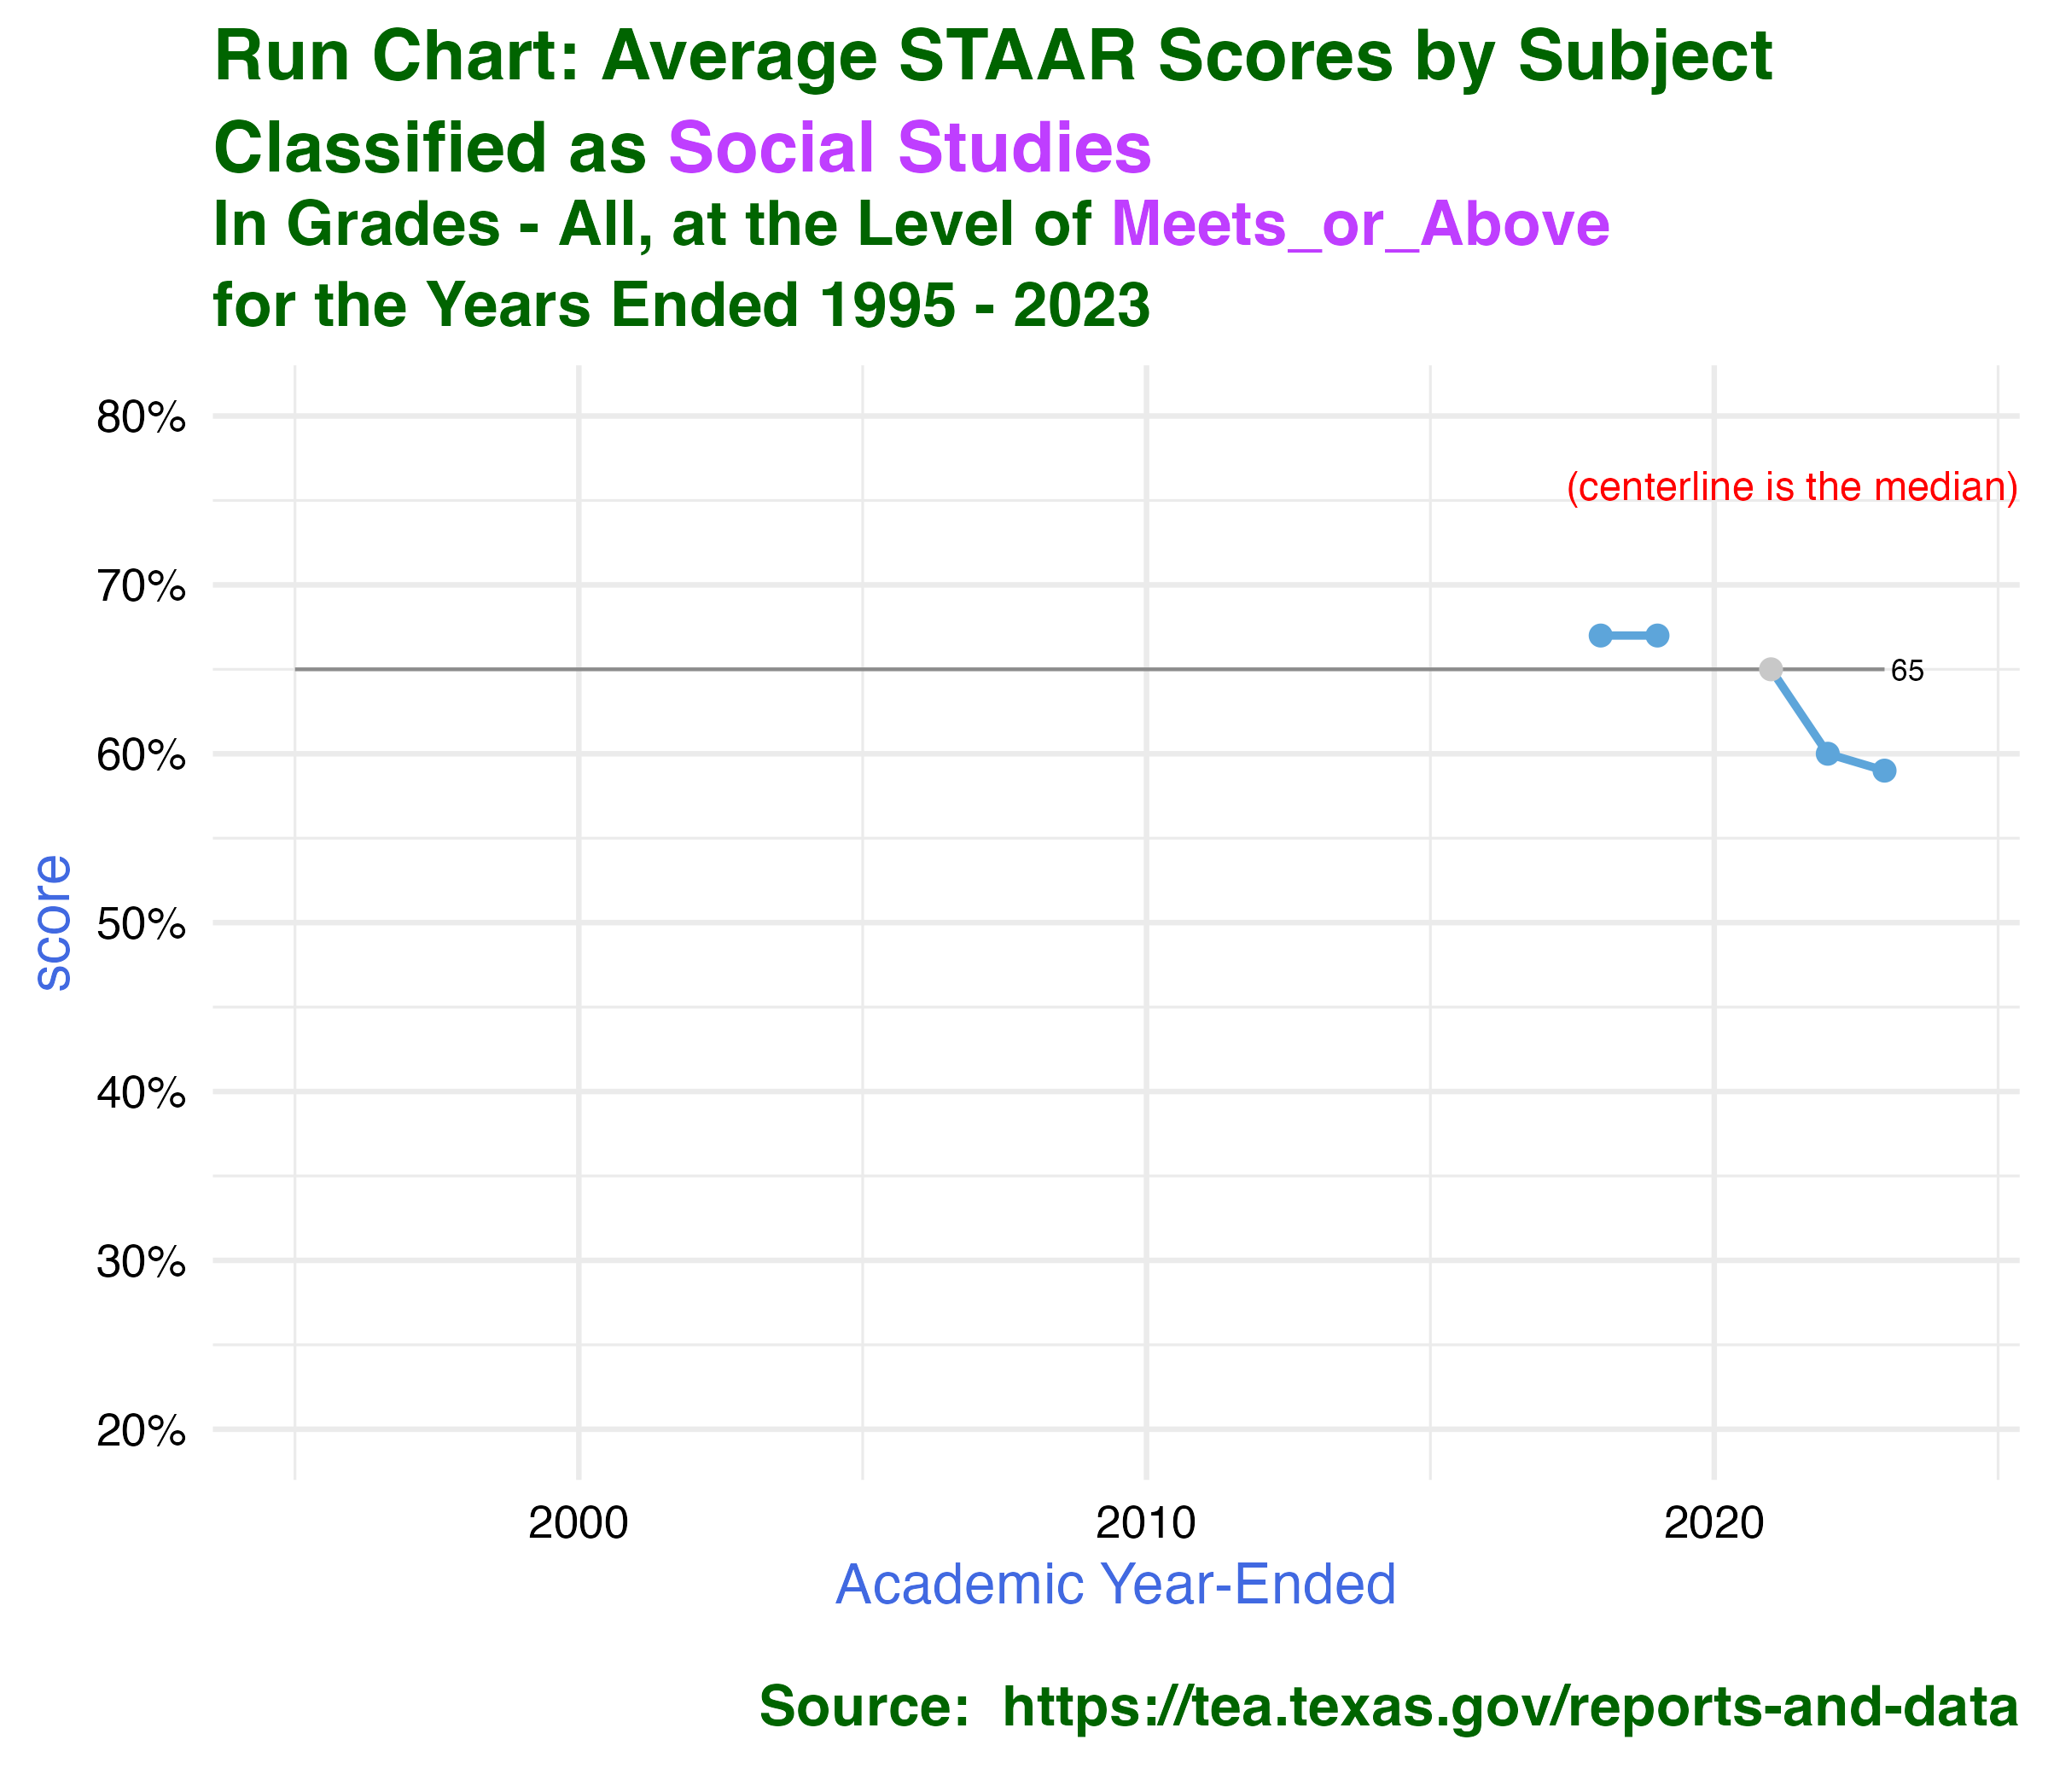 Run Chart: Average STAAR Scores by Subject
Classified as Social Studies
In Grades - All, at the Level of Meets_or_Above
for the Years Ended 1995 - 2023
80%
(centerline is the median)
70%
65
60%
50%
score
40%
30%
20%
2000 2010 2020
Academic Year-Ended
Source:  https://tea.texas.gov/reports-and-data